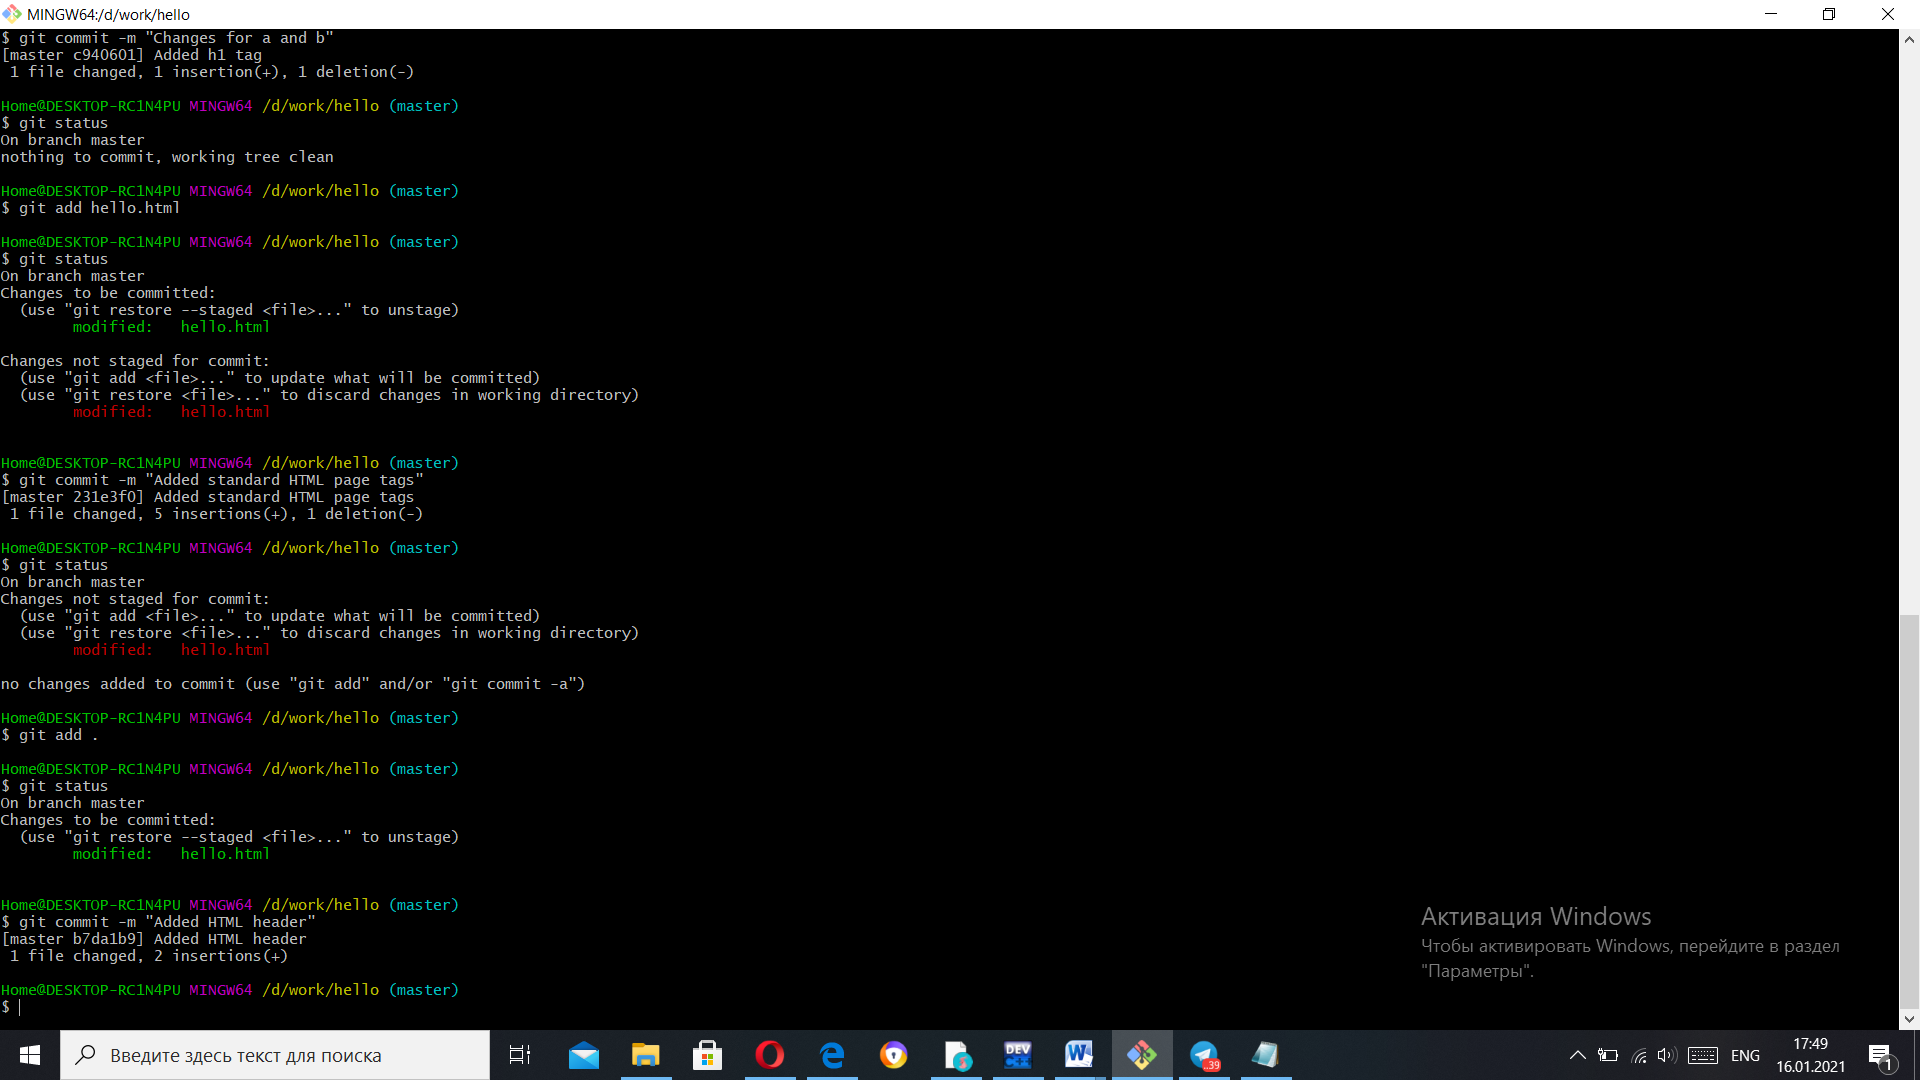 MINGW64:/d/work/hello
$ git commit -m "Changes for a and b"
[master c940601] Added h1 tag
 1 file changed, 1 insertion(+), 1 deletion(-)
Home@DESKTOP-RC1N4PU MINGW64 /d/work/hello (master)
$ git status
On branch master
nothing to commit, working tree clean
Home@DESKTOP-RC1N4PU MINGW64 /d/work/hello (master)
$ git add hello.html
Home@DESKTOP-RC1N4PU MINGW64 /d/work/hello (master)
$ git status
On branch master
Changes to be committed:
  (use "git restore --staged <file>..." to unstage)
        modified:   hello.html
Changes not staged for commit:
  (use "git add <file>..." to update what will be committed)
  (use "git restore <file>..." to discard changes in working directory)
        modified:   hello.html
Home@DESKTOP-RC1N4PU MINGW64 /d/work/hello (master)
$ git commit -m "Added standard HTML page tags"
[master 231e3f0] Added standard HTML page tags
 1 file changed, 5 insertions(+), 1 deletion(-)
Home@DESKTOP-RC1N4PU MINGW64 /d/work/hello (master)
$ git status
On branch master
Changes not staged for commit:
  (use "git add <file>..." to update what will be committed)
  (use "git restore <file>..." to discard changes in working directory)
        modified:   hello.html
no changes added to commit (use "git add" and/or "git commit -a")
Home@DESKTOP-RC1N4PU MINGW64 /d/work/hello (master)
$ git add .
Home@DESKTOP-RC1N4PU MINGW64 /d/work/hello (master)
$ git status
On branch master
Changes to be committed:
  (use "git restore --staged <file>..." to unstage)
        modified:   hello.html
Home@DESKTOP-RC1N4PU MINGW64 /d/work/hello (master)
$ git commit -m "Added HTML header"
[master b7da1b9] Added HTML header
 1 file changed, 2 insertions(+)
Home@DESKTOP-RC1N4PU MINGW64 /d/work/hello (master)
$
Активация Windows
Чтобы активировать Windows, перейдите в раздел
"Параметры".
Введите здесь текст для поиска
DEV
C++
W
..39
ENG
17:49
16.01.2021
1